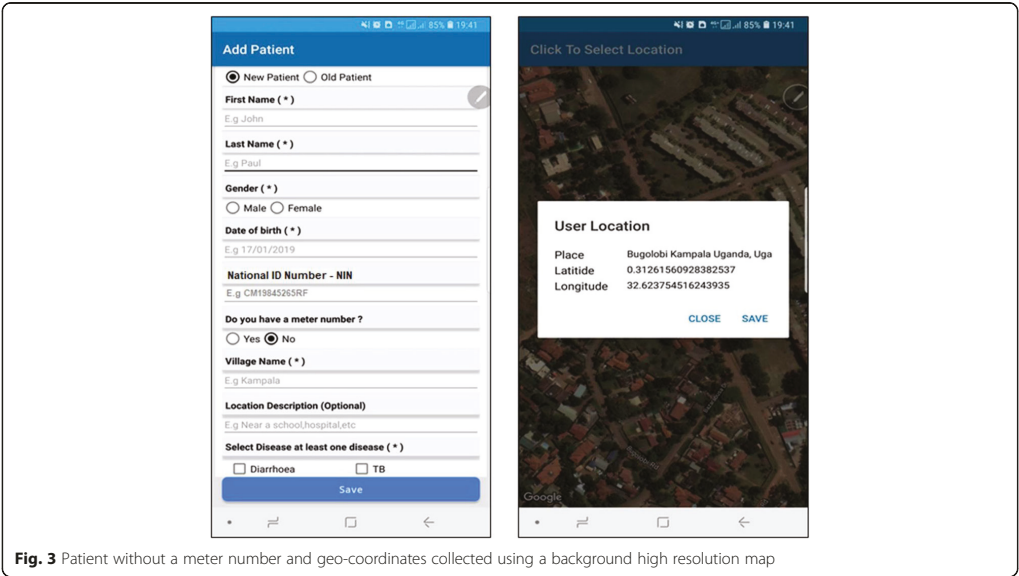 85% 19:41
Add Patient
New Patient Old Patient
First Name ( * )
E.g John
Last Name ( * )
E.g Paul
Gender ( * )
Male Female
Date of birth ( * )
E.g 17/01/2019
National ID Number - NIN
E.g CM19845265RF
Do you have a meter number ?
Yes No
Village Name ( * )
E.g Kampala
Location Description (Optional)
E.g Near a school,hospital,etc
Select Disease at least one disease ( * )
Diarrhoea TB
Save
85% 19:41
Click To Select Location
User Location
Place Bugolobi Kampala Uganda, Uga
Latitide 0.31261560928382537
Longitude 32.623754516243935
CLOSE SAVE
Google
Fig. 3 Patient without a meter number and geo-coordinates collected using a background high resolution map